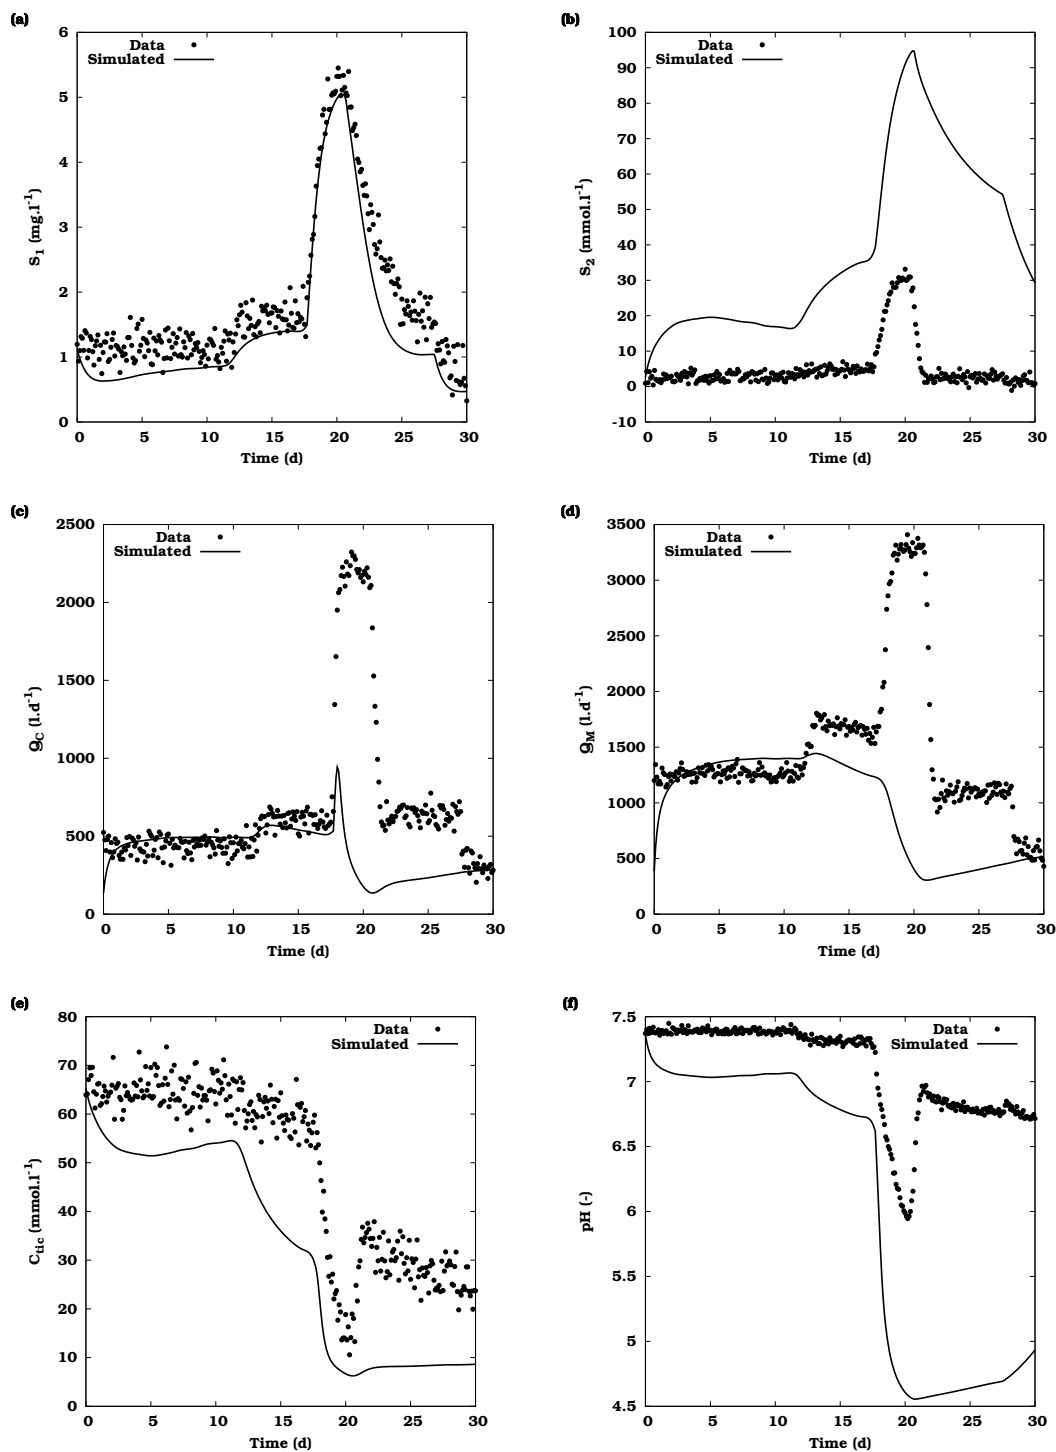 (a)
6
5
4
3
2
1
0
S1 (mg.l-1)
Data
Simulated
0 5 10 15 20 25 30
Time (d)
(b)
100
90
80
70
60
50
40
30
20
10
0
-10
S2 (mmol.l-1)
Data
Simulated
0 5 10 15 20 25 30
Time (d)
(c)
2500
2000
1500
1000
500
0
gC (l.d-1)
Data
Simulated
0 5 10 15 20 25 30
Time (d)
(d)
3500
3000
2500
2000
1500
1000
500
0
gM (l.d-1)
Data
Simulated
0 5 10 15 20 25 30
Time (d)
(e)
80
70
60
50
40
30
20
10
0
Ctic (mmol.l-1)
Data
Simulated
0 5 10 15 20 25 30
Time (d)
(f)
7.5
7
6.5
6
5.5
5
4.5
pH (-)
Data
Simulated
0 5 10 15 20 25 30
Time (d)